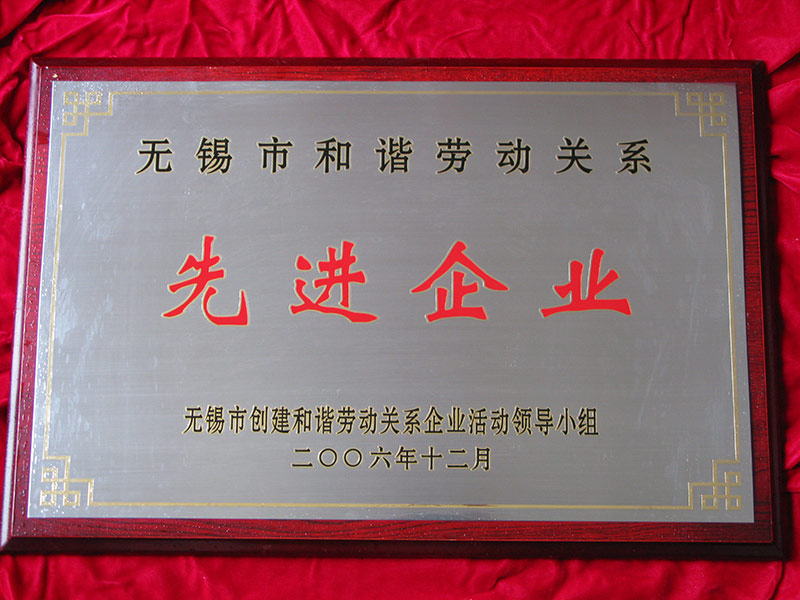 无锡市和谐劳动关系
先进企业
无锡市创建和谐劳动关系企业活动领导小组
二〇〇六年十二月